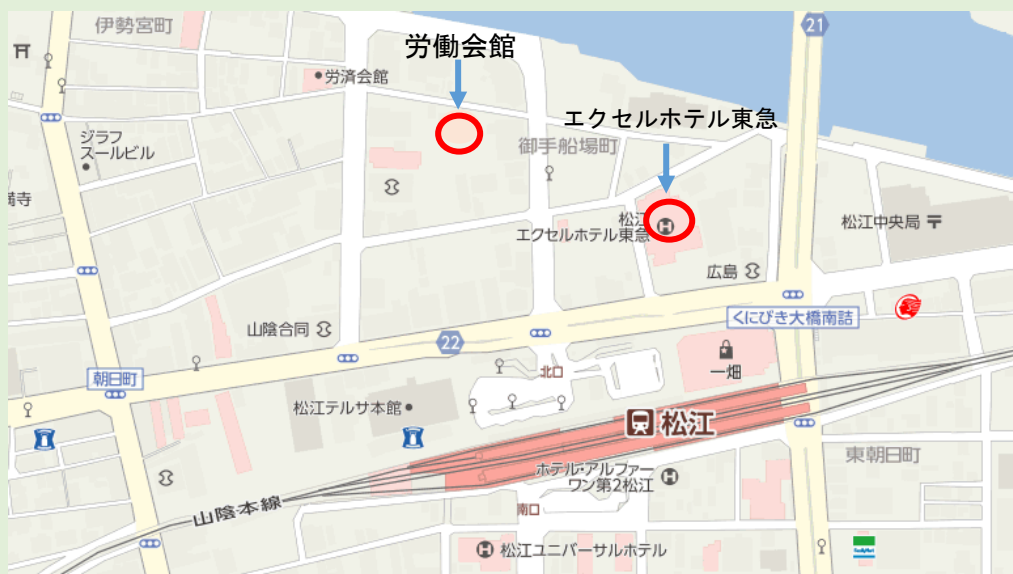 伊勢宮町
21
労働会館
労済会館
エクセルホテル東急
ジラフ
スールビル
御手船場町
満寺
松江
エクセルホテル東急
H
松江中央局
広島
くにびき大橋南詰
山陰合同
22
一畑
北口
朝日町
松江テルサ本館
松江
東朝日町
ホテル・アルファー
ワン第2松江
H
山陰本線
南口
H
松江ユニバーサルホテル
FamilyMart